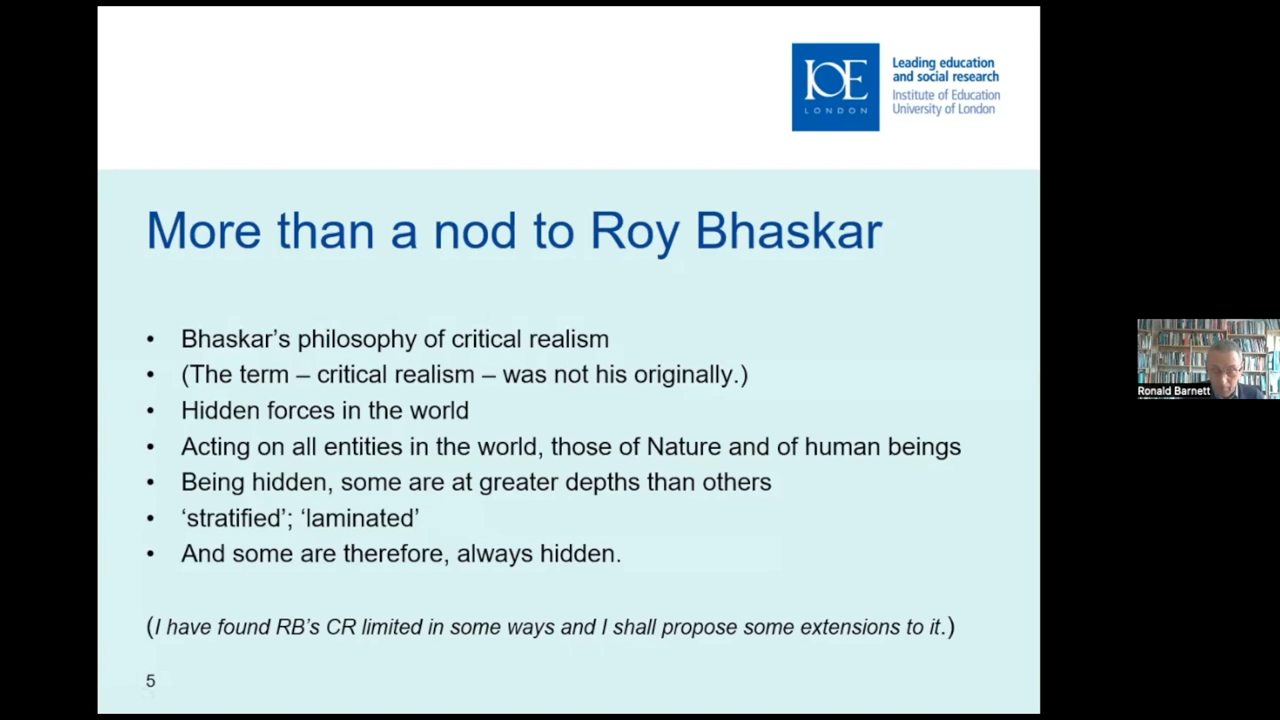 IOE
LONDON
Leading education
and social research
Institute of Education
University of London
More than a nod to Roy Bhaskar
• Bhaskar’s philosophy of critical realism
• (The term – critical realism – was not his originally.)
• Hidden forces in the world
• Acting on all entities in the world, those of Nature and of human beings
• Being hidden, some are at greater depths than others
• ‘stratified’; ‘laminated’
• And some are therefore, always hidden.
(I have found RB’s CR limited in some ways and I shall propose some extensions to it.)
5
Ronald Barnett